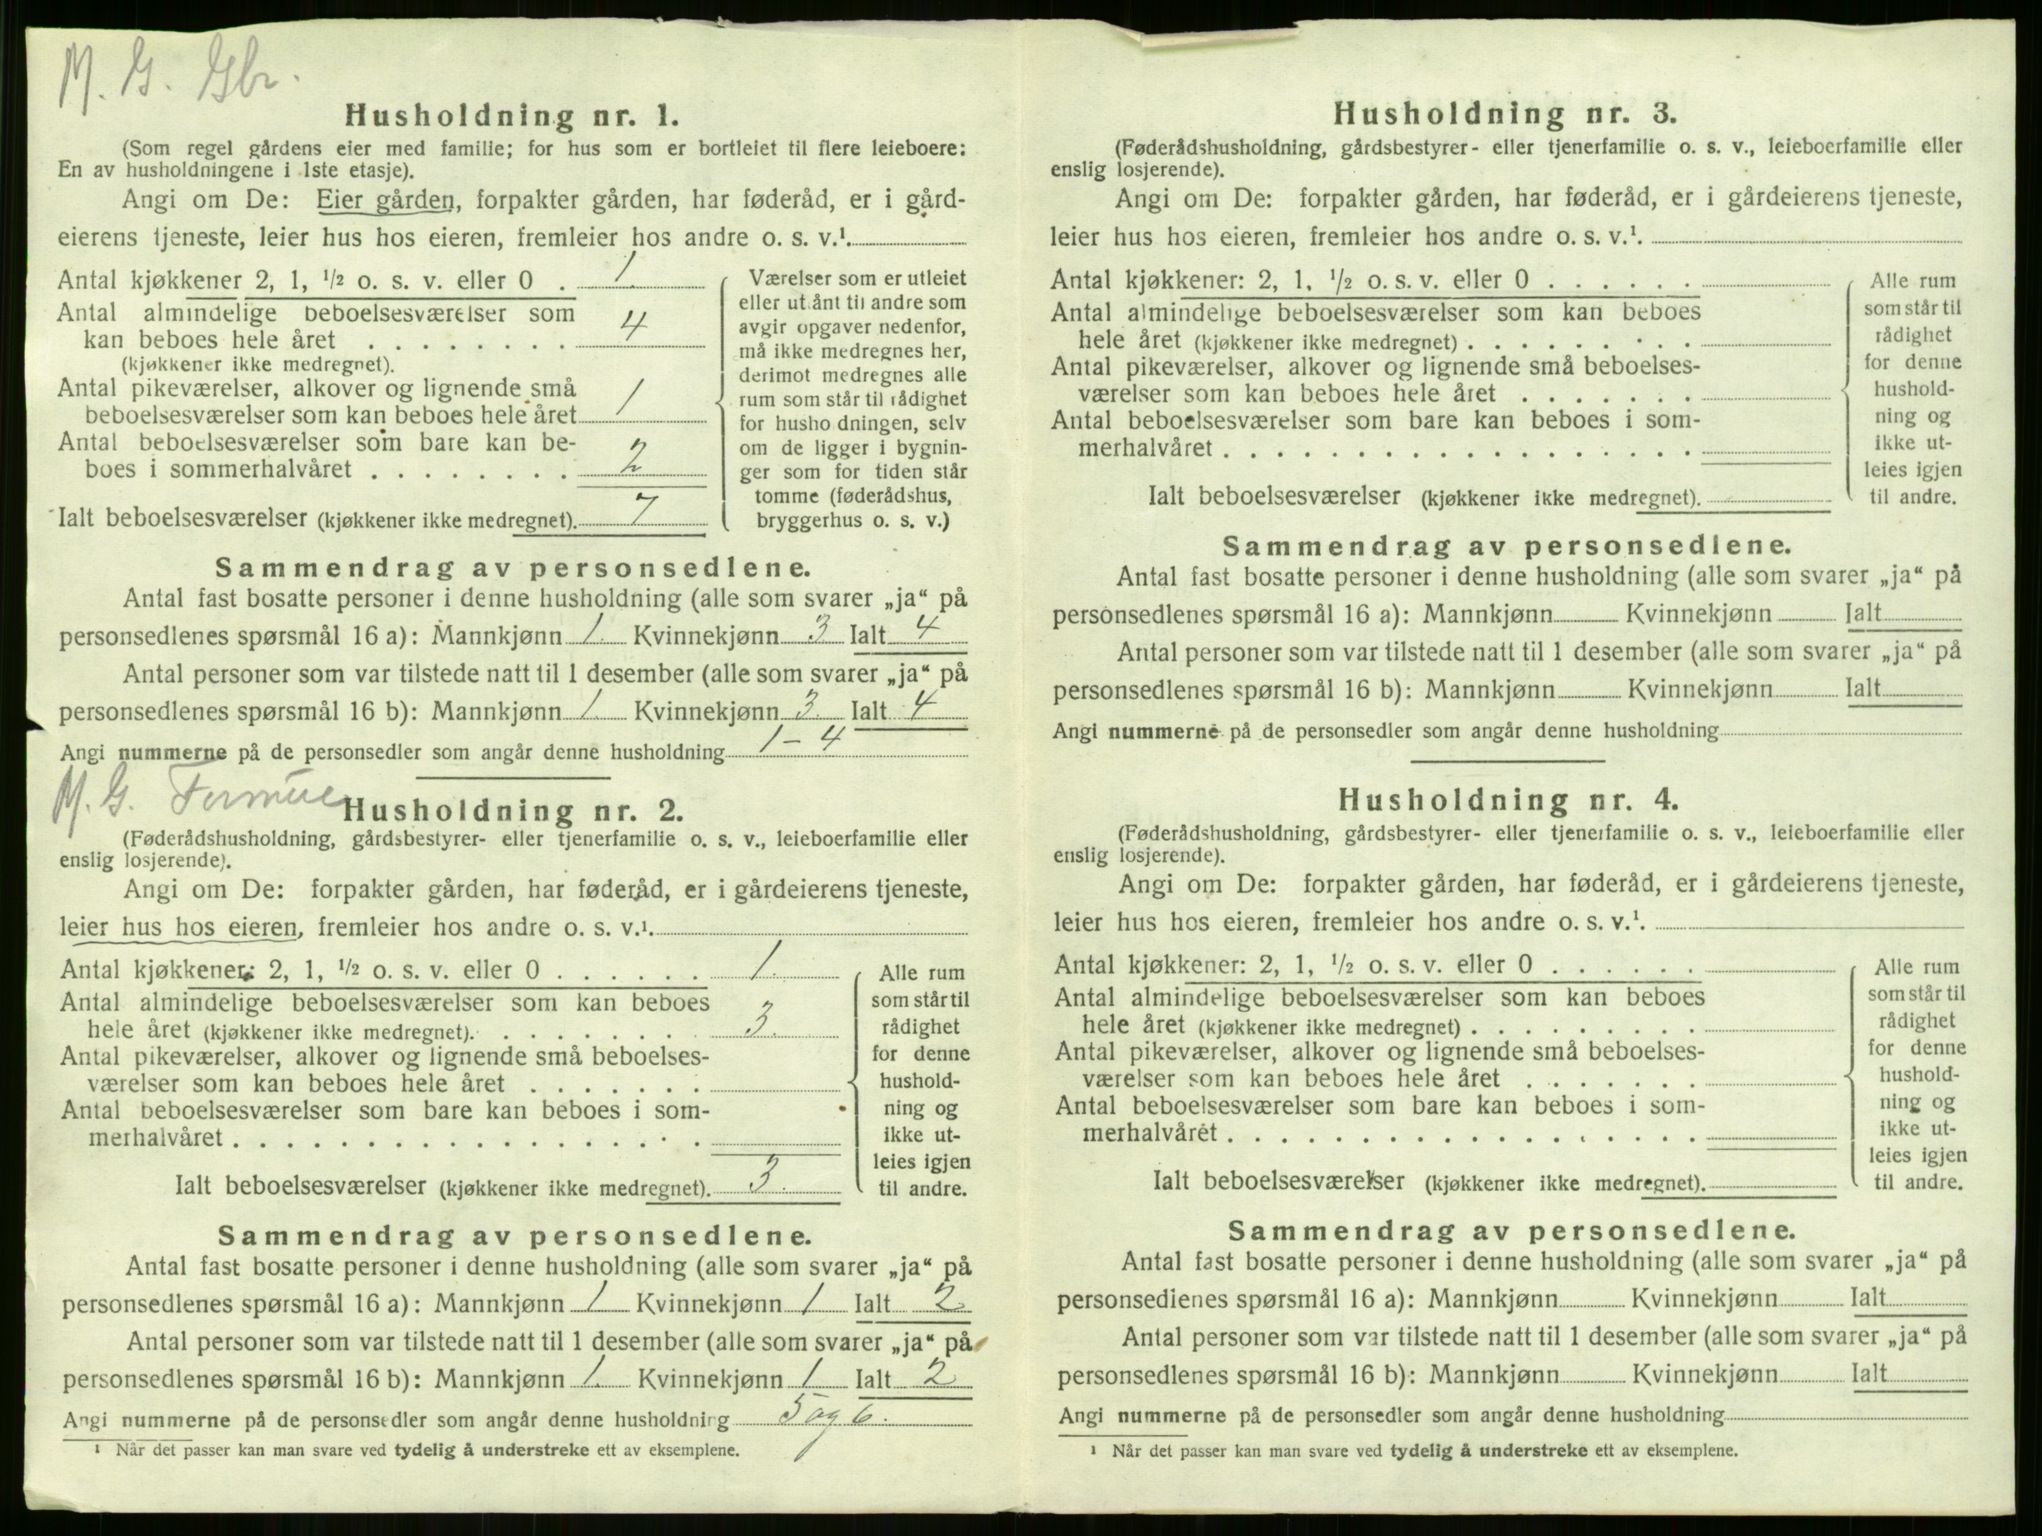 M. G. Gbr.
Husholdning nr. 1.
(Som regel gårdens eier med familie; for hus som er bortleiet til flere leieboere:
En av husholdningene i 1ste etasje).
Angi om De: Eier gården, forpakter gården, har føderåd, er i gård-
eierens tjeneste, leier hus hos eieren, fremleier hos andre o. s. v.¹.
Antal kjøkkener 2, 1, ½ o. s. v. eller 0 . 1
Antal almindelige beboelsesværelser som
kan beboes hele året . . . . . . . . 4
(kjøkkener ikke medregnet).
Antal pikeværelser, alkover og lignende små
beboelsesværelser som kan beboes hele året 1
Antal beboelsesværelser som bare kan be-
boes i sommerhalvåret . . . . . . . . 2
Ialt beboelsesværelser (kjøkkener ikke medregnet). 7
Værelser som er utleiet
eller utlånt til andre som
avgir opgaver nedenfor,
må ikke medregnes her,
derimot medregnes alle
rum som står til rådighet
for husholdningen, selv
om de ligger i bygnin-
ger som for tiden står
tomme (føderådshus,
bryggerhus o. s. v.)
Sammendrag av personsedlene.
Antal fast bosatte personer i denne husholdning (alle som svarer „ja“ på
personsedlenes spørsmål 16 a): Mannkjønn 1 Kvinnekjønn 3 Ialt 4
Antal personer som var tilstede natt til 1 desember (alle som svarer „ja“ på
personsedlenes spørsmål 16 b): Mannkjønn 1 Kvinnekjønn 3 Ialt 4
Angi nummerne på de personsedler som angår denne husholdning 1 – 4
M. G. Formue
Husholdning nr. 2.
(Føderådshusholdning, gårdsbestyrer- eller tjenerfamilie o. s. v., leieboerfamilie eller
enslig losjerende).
Angi om De: forpakter gården, har føderåd, er i gårdeierens tjeneste,
leier hus hos eieren, fremleier hos andre o. s. v.¹.
Antal kjøkkener: 2, 1, ½ o. s. v. eller 0 . . . . . . 1.
Antal almindelige beboelsesværelser som kan beboes
hele året (kjøkkener ikke medregnet). . . . . . . . . 3.
Antal pikeværelser, alkover og lignende små beboelses-
værelser som kan beboes hele året . . . . . . .
Antal beboelsesværelser som bare kan beboes i som-
merhalvåret . . . . . . . . . . . . . . . . . .
Ialt beboelsesværelser (kjøkkener ikke medregnet). 3.
Alle rum
som står til
rådighet
for denne
hushold-
ning og
ikke ut-
leies igjen
til andre.
Sammendrag av personsedlene.
Antal fast bosatte personer i denne husholdning (alle som svarer „ja“ på
personsedlenes spørsmål 16 a): Mannkjønn 1 Kvinnekjønn 1 Ialt 2
Antal personer som var tilstede natt til 1 desember (alle som svarer „ja“ på
personsedlenes spørsmål 16 b): Mannkjønn 1 Kvinnekjønn 1 Ialt 2
Angi nummerne på de personsedler som angår denne husholdning 5 og 6.
¹ Når det passer kan man svare ved tydelig å understreke ett av eksemplene.
Husholdning nr. 3.
(Føderådshusholdning, gårdsbestyrer- eller tjenerfamilie o. s. v., leieboerfamilie eller
enslig losjerende).
Angi om De: forpakter gården, har føderåd, er i gårdeierens tjeneste,
leier hus hos eieren, fremleier hos andre o. s. v.¹.
Antal kjøkkener: 2, 1, ½ o. s. v. eller 0 . . . . . .
Antal almindelige beboelsesværelser som kan beboes
hele året (kjøkkener ikke medregnet) . . . . . . . . .
Antal pikeværelser, alkover og lignende små beboelses-
værelser som kan beboes hele året . . . . . . .
Antal beboelsesværelser som bare kan beboes i som-
merhalvåret . . . . . . . . . . . . . . . . . .
Ialt beboelsesværelser (kjøkkener ikke medregnet).
Alle rum
som står til
rådighet
for denne
hushold-
ning og
ikke ut-
leies igjen
til andre.
Sammendrag av personsedlene.
Antal fast bosatte personer i denne husholdning (alle som svarer „ja“ på
personsedlenes spørsmål 16 a): Mannkjønn Kvinnekjønn Ialt
Antal personer som var tilstede natt til 1 desember (alle som svarer „ja“ på
personsedlenes spørsmål 16 b): Mannkjønn Kvinnekjønn Ialt
Angi nummerne på de personsedler som angår denne husholdning
Husholdning nr. 4.
(Føderådshusholdning, gårdsbestyrer- eller tjenerfamilie o. s. v., leieboerfamilie eller
enslig losjerende).
Angi om De: forpakter gården, har føderåd, er i gårdeierens tjeneste,
leier hus hos eieren, fremleier hos andre o. s. v.¹.
Antal kjøkkener: 2, 1, ½ o. s. v. eller 0 . . . . . .
Antal almindelige beboelsesværelser som kan beboes
hele året (kjøkkener ikke medregnet) . . . . . . . . .
Antal pikeværelser, alkover og lignende små beboelses-
værelser som kan beboes hele året . . . . . . .
Antal beboelsesværelser som bare kan beboes i som-
merhalvåret . . . . . . . . . . . . . . . . . .
Ialt beboelsesværelser (kjøkkener ikke medregnet).
Alle rum
som står til
rådighet
for denne
hushold-
ning og
ikke ut-
leies igjen
til andre.
Sammendrag av personsedlene.
Antal fast bosatte personer i denne husholdning (alle som svarer „ja“ på
personsedlenes spørsmål 16 a): Mannkjønn Kvinnekjønn Ialt
Antal personer som var tilstede natt til 1 desember (alle som svarer „ja“ på
personsedlenes spørsmål 16 b): Mannkjønn Kvinnekjønn Ialt
Angi nummerne på de personsedler som angår denne husholdning
¹ Når det passer kan man svare ved tydelig å understreke ett av eksemplene.